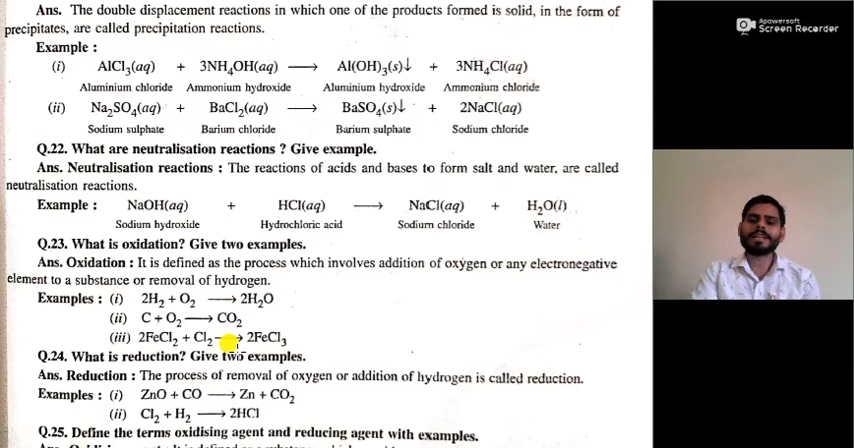 Ans. The double displacement reactions in which one of the products formed is solid, in the form of
precipitates, are called precipitation reactions.
Example :
(i) AlCl₃(aq) + 3NH₄OH(aq) ⟶ Al(OH)₃(s)↓ + 3NH₄Cl(aq)
Aluminium chloride Ammonium hydroxide Aluminium hydroxide Ammonium chloride
(ii) Na₂SO₄(aq) + BaCl₂(aq) ⟶ BaSO₄(s)↓ + 2NaCl(aq)
Sodium sulphate Barium chloride Barium sulphate Sodium chloride
Q.22. What are neutralisation reactions ? Give example.
Ans. Neutralisation reactions : The reactions of acids and bases to form salt and water, are called
neutralisation reactions.
Example : NaOH(aq) + HCl(aq) ⟶ NaCl(aq) + H₂O(l)
Sodium hydroxide Hydrochloric acid Sodium chloride Water
Q.23. What is oxidation? Give two examples.
Ans. Oxidation : It is defined as the process which involves addition of oxygen or any electronegative
element to a substance or removal of hydrogen.
Examples : (i) 2H₂ + O₂ ⟶ 2H₂O
(ii) C + O₂ ⟶ CO₂
(iii) 2FeCl₂ + Cl₂ ⟶ 2FeCl₃
Q.24. What is reduction? Give two examples.
Ans. Reduction : The process of removal of oxygen or addition of hydrogen is called reduction.
Examples : (i) ZnO + CO ⟶ Zn + CO₂
(ii) Cl₂ + H₂ ⟶ 2HCl
Q.25. Define the terms oxidising agent and reducing agent with examples.
Apowersoft
Screen Recorder